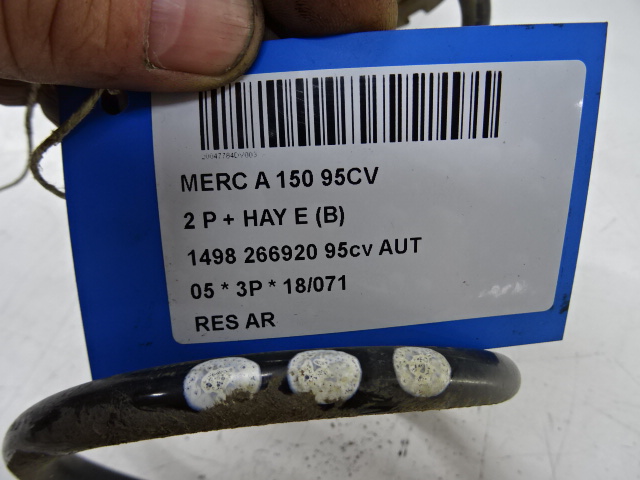 MERC A 150 95CV
2 P + HAY E (B)
1498 266920 95cv AUT
05 * 3P * 18/071
RES AR